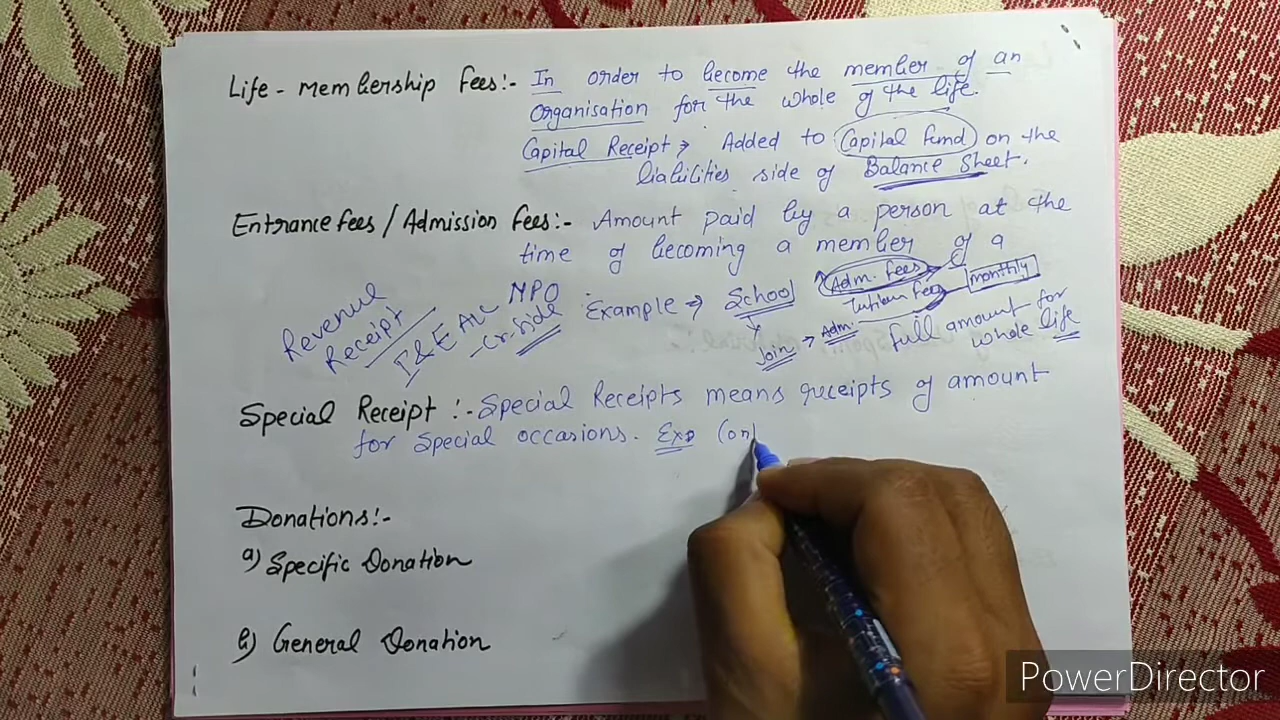 Life-membership Fees:- In order to become the member of an
Organisation for the whole of the life.
Capital Receipt → Added to Capital Fund on the
liabilities side of Balance Sheet.
Entrance fees / Admission Fees:- Amount paid by a person at the
time of becoming a member of a
NPO Example → School
Adm. Fees
Tution Fee
monthly
Join → Adm.
full amount for
whole life
Revenue
Receipt
I&E A/c
-Cr. side
Special Receipt :- Special Receipts means receipts of amount
for special occasions. Ex→ (on
Donations:-
a) Specific Donation
b) General Donation
PowerDirector